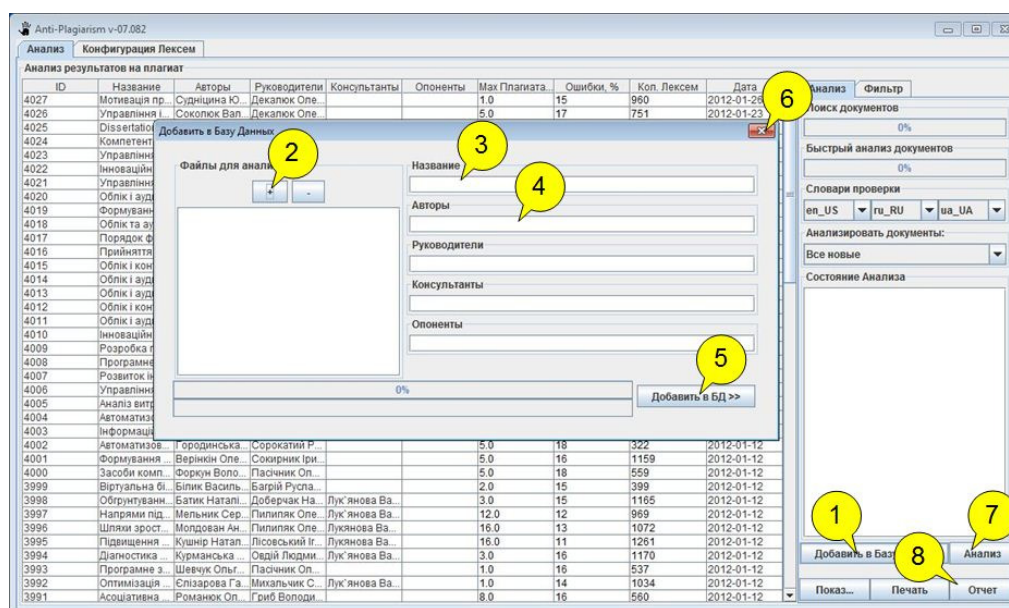 Anti-Plagiarism v-07.082
Анализ Конфигурация Лексем
Анализ результатов на плагиат
ID Название Авторы Руководители Консультанты Опоненты Max Плагиата... Ошибки, % Кол. Лексем Дата
4027 Мотивація пр... Судніцина Ю... Декалюк Оле... 1.0 15 960 2012-01-26
4026 Управління і... Соколюк Вал... Декалюк Оле... 5.0 17 751 2012-01-23
4025 Dissertation
4024 Компетент
4023 Управління
4022 Інноваційн
4021 Управління
4020 Облік і ауди
4019 Формуванн
4018 Облік та ау
4017 Порядок ф
4016 Прийняття
4015 Облік і кон
4014 Облік і ауди
4013 Облік і ауди
4012 Облік і кон
4011 Облік і ауди
4010 Інноваційн
4009 Розробка
4008 Програмне
4007 Розвиток ін
4006 Управління
4005 Аналіз витр
4004 Автоматиз
4003 Інформаці
4002 Автоматизов... Городинська... Сорокатий Р... 5.0 18 322 2012-01-12
4001 Формування ... Верінкін Оле... Сокирник Іри... 5.0 16 1159 2012-01-12
4000 Засоби комп... Форкун Воло... Пасічник Ол... 5.0 18 559 2012-01-12
3999 Віртуальна бі... Білик Василь... Багрій Русла... 2.0 15 399 2012-01-12
3998 Обгрунтуванн... Батик Наталі... Доберчак На... Лук'янова Ва... 3.0 15 1165 2012-01-12
3997 Напрями під... Мельник Сер... Пилипяк Оле... Лук'янова Ва... 12.0 12 969 2012-01-12
3996 Шляхи зрост... Молдован Ан... Пилипяк Оле... Лукянова Ва... 16.0 13 1072 2012-01-12
3995 Підвищення ... Кушнір Натал... Лісовський Іг... Лукянова Ва... 16.0 11 1261 2012-01-12
3994 Діагностика ... Курманська ... Овдій Людми... Лук'янова Ва... 3.0 16 1170 2012-01-12
3993 Програмне з... Шевчук Ольг... Пасічник Ол... 1.0 16 537 2012-01-12
3992 Оптимізація ... Єлізарова Га... Михальчик С... Лук'янова Ва... 1.0 14 1034 2012-01-12
3991 Асоціативна ... Романюк Ол... Гриб Володи... 8.0 16 560 2012-01-12
Добавить в Базу Данных
6
Файлы для анали
2
+ -
Название
3
Авторы
4
Руководители
Консультанты
Опоненты
0%
5
Добавить в БД >>
Анализ Фильтр
Поиск документов
0%
Быстрый анализ документов
0%
Словари проверки
en_US ru_RU ua_UA
Анализировать документы:
Все новые
Состояние Анализа
1
7
Добавить в Базу
Анализ
8
Показ... Печать Отчет